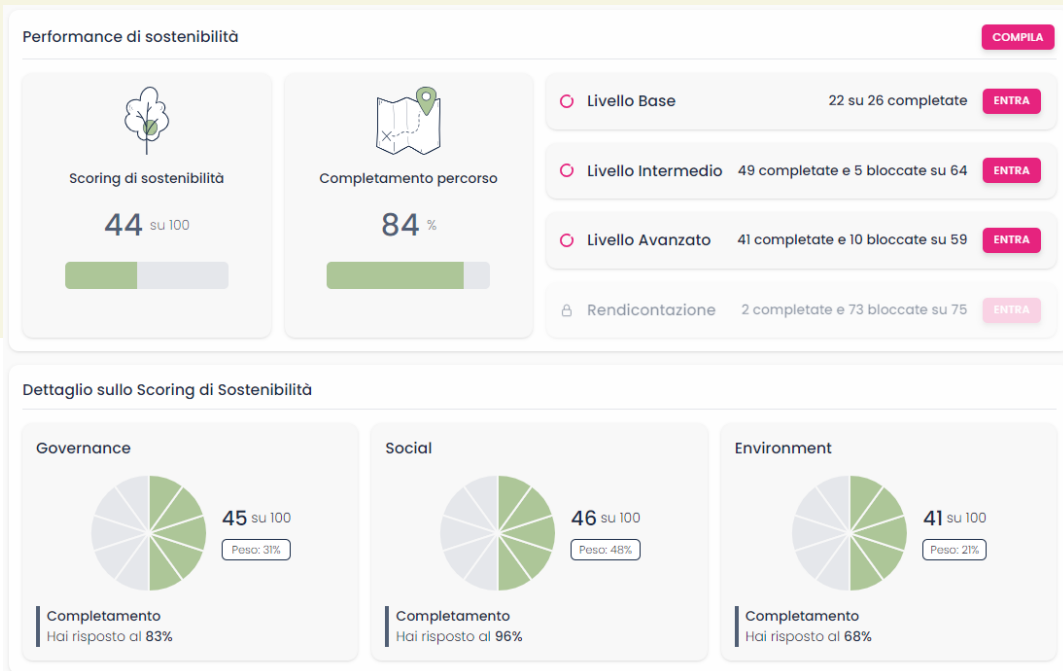 Performance di sostenibilità
COMPILA
Scoring di sostenibilità
44 su 100
Completamento percorso
84 %
Livello Base 22 su 26 completate ENTRA
Livello Intermedio 49 completate e 5 bloccate su 64 ENTRA
Livello Avanzato 41 completate e 10 bloccate su 59 ENTRA
Rendicontazione 2 completate e 73 bloccate su 75 ENTRA
Dettaglio sullo Scoring di Sostenibilità
Governance
45 su 100
Peso: 31%
Completamento
Hai risposto al 83%
Social
46 su 100
Peso: 48%
Completamento
Hai risposto al 96%
Environment
41 su 100
Peso: 21%
Completamento
Hai risposto al 68%